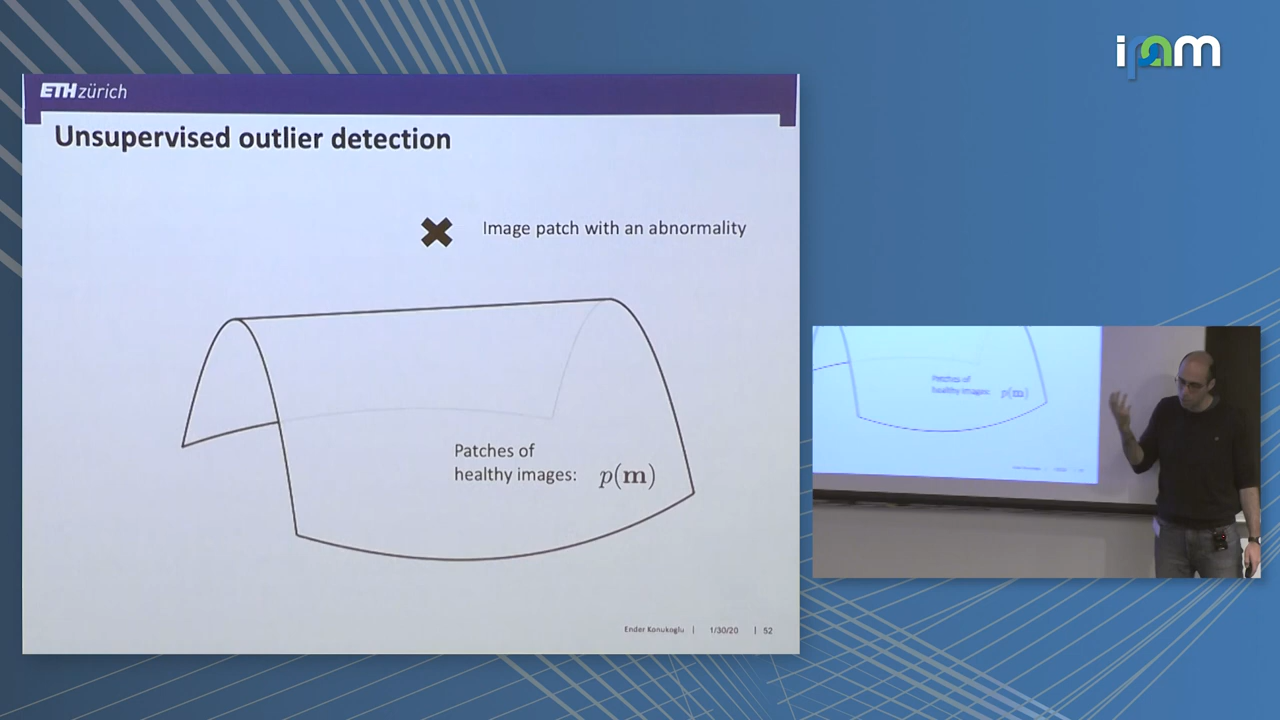 ipam
ETH zürich
Unsupervised outlier detection
Image patch with an abnormality
Patches of
healthy images: p(m)
Ender Konukoglu | 1/30/20 | 52
Patches of
healthy images: p(m)